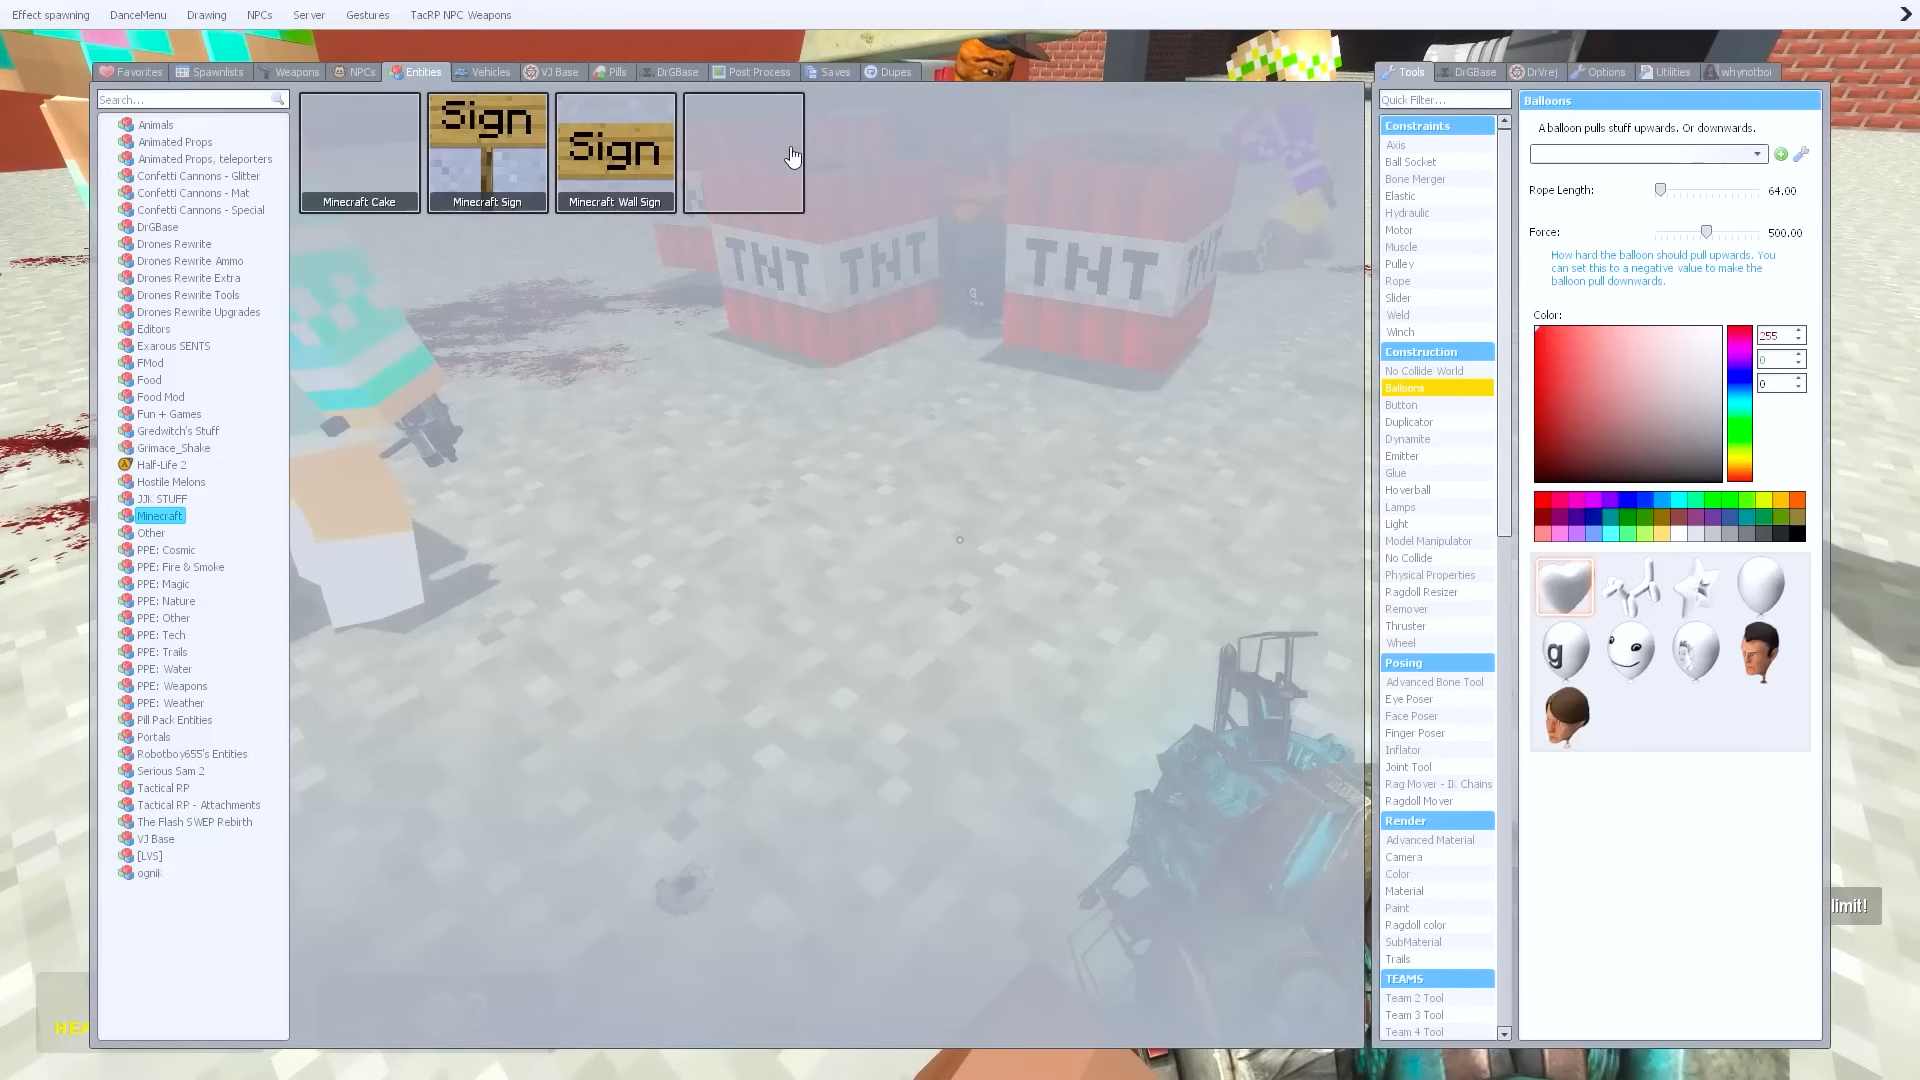 Effect spawning DanceMenu Drawing NPCs Server Gestures TacRP NPC Weapons
Favorites Spawnlists Weapons NPCs Entities Vehicles VJ Base Pills DrGBase Post Process Saves Dupes
Tools DrGBase DrVrej Options Utilities whynotboi
Search...
Animals
Animated Props
Animated Props, teleporters
Confetti Cannons - Glitter
Confetti Cannons - Mat
Confetti Cannons - Special
DrGBase
Drones Rewrite
Drones Rewrite Ammo
Drones Rewrite Extra
Drones Rewrite Tools
Drones Rewrite Upgrades
Editors
Exarous SENTS
FMod
Food
Food Mod
Fun + Games
Gredwitch's Stuff
Grimace_Shake
Half-Life 2
Hostile Melons
JJK STUFF
Minecraft
Other
PPE: Cosmic
PPE: Fire & Smoke
PPE: Magic
PPE: Nature
PPE: Other
PPE: Tech
PPE: Trails
PPE: Water
PPE: Weapons
PPE: Weather
Pill Pack Entities
Portals
Robotboy655's Entities
Serious Sam 2
Tactical RP
Tactical RP - Attachments
The Flash SWEP Rebirth
VJ Base
[LVS]
ognik
Sign
Sign
Minecraft Cake
Minecraft Sign
Minecraft Wall Sign
TNT TNT
TNT
Quick Filter...
Constraints
Axis
Ball Socket
Bone Merger
Elastic
Hydraulic
Motor
Muscle
Pulley
Rope
Slider
Weld
Winch
Construction
No Collide World
Balloons
Button
Duplicator
Dynamite
Emitter
Glue
Hoverball
Lamps
Light
Model Manipulator
No Collide
Physical Properties
Ragdoll Resizer
Remover
Thruster
Wheel
Posing
Advanced Bone Tool
Eye Poser
Face Poser
Finger Poser
Inflator
Joint Tool
Rag Mover - IK Chains
Ragdoll Mover
Render
Advanced Material
Camera
Color
Material
Paint
Ragdoll color
SubMaterial
Trails
TEAMS
Team 2 Tool
Team 3 Tool
Team 4 Tool
Balloons
A balloon pulls stuff upwards. Or downwards.
Rope Length: 64.00
Force: 500.00
How hard the balloon should pull upwards. You
can set this to a negative value to make the
balloon pull downwards.
Color:
255
0
0
g
limit!
HEA